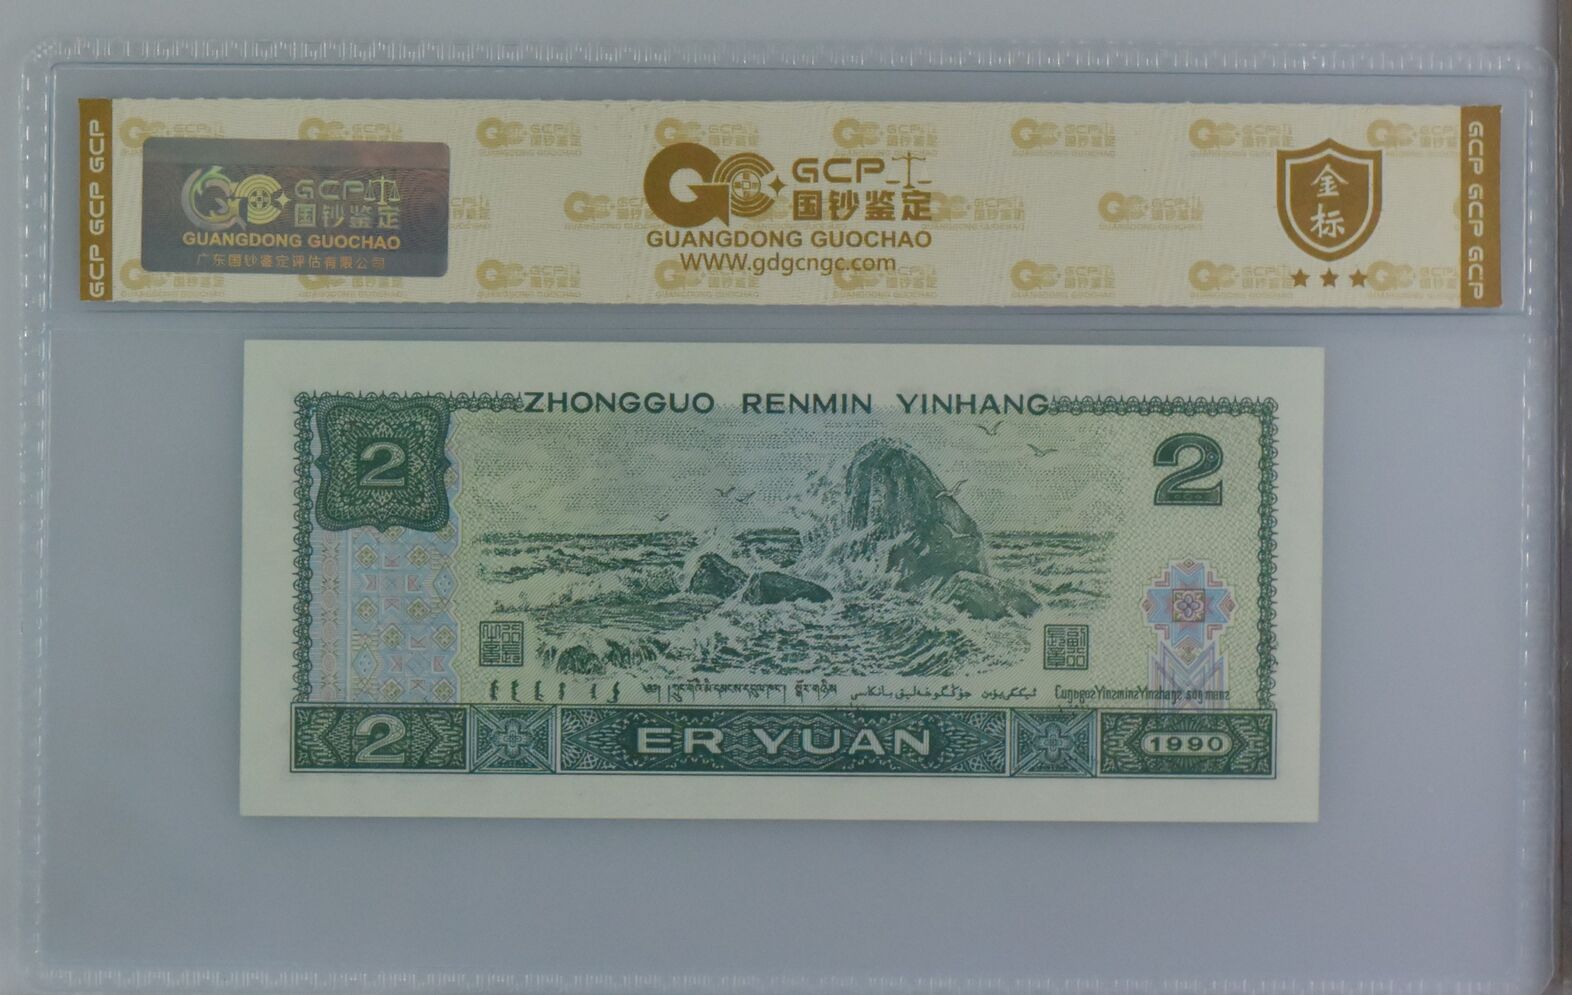 GCP GCP GCP
GCP
国钞鉴定
GUANGDONG GUOCHAO
广东国钞鉴定评估有限公司
GCP
国钞鉴定
GUANGDONG GUOCHAO
WWW.gdgcngc.com
金标
GCP GCP GCP
ZHONGGUO RENMIN YINHANG
2
2
2
ER YUAN
1990